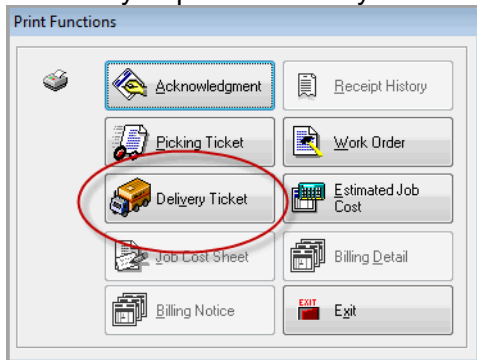 Print Functions
Acknowledgment
Receipt History
Picking Ticket
Work Order
Delivery Ticket
Estimated Job
Cost
Job Cost Sheet
Billing Detail
Billing Notice
EXIT
Exit